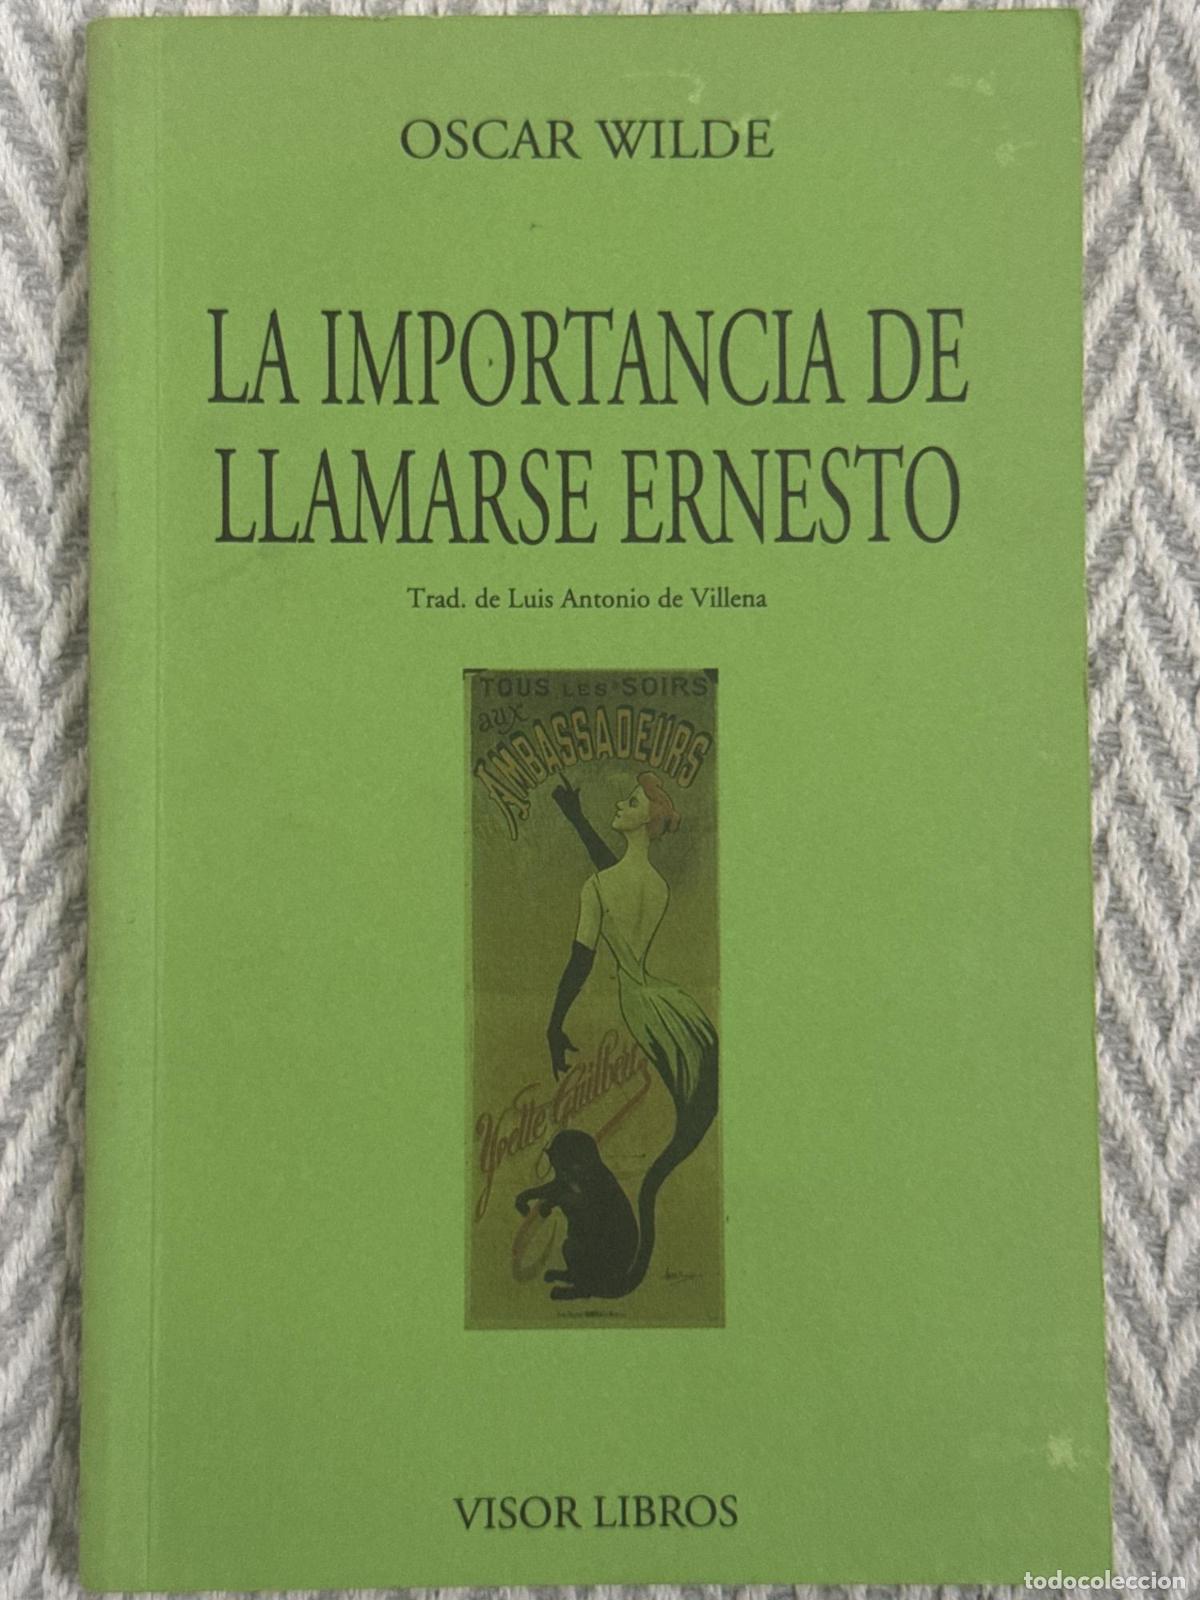 OSCAR WILDE
LA IMPORTANCIA DE
LLAMARSE ERNESTO
Trad. de Luis Antonio de Villena
TOUS LES SOIRS
aux
AMBASSADEURS
Yvette Guilbert
VISOR LIBROS
todocoleccion